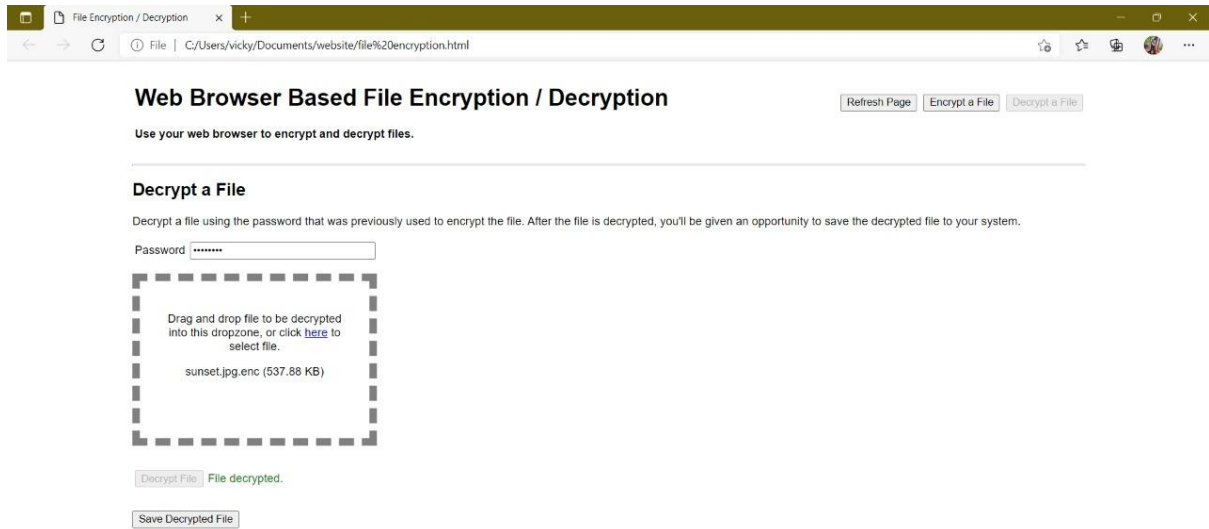 File Encryption / Decryption
File | C:/Users/vicky/Documents/website/file%20encryption.html
Web Browser Based File Encryption / Decryption
Refresh Page Encrypt a File Decrypt a File
Use your web browser to encrypt and decrypt files.
Decrypt a File
Decrypt a file using the password that was previously used to encrypt the file. After the file is decrypted, you'll be given an opportunity to save the decrypted file to your system.
Password ••••••••
Drag and drop file to be decrypted
into this dropzone, or click here to
select file.
sunset.jpg.enc (537.88 KB)
Decrypt File File decrypted.
Save Decrypted File